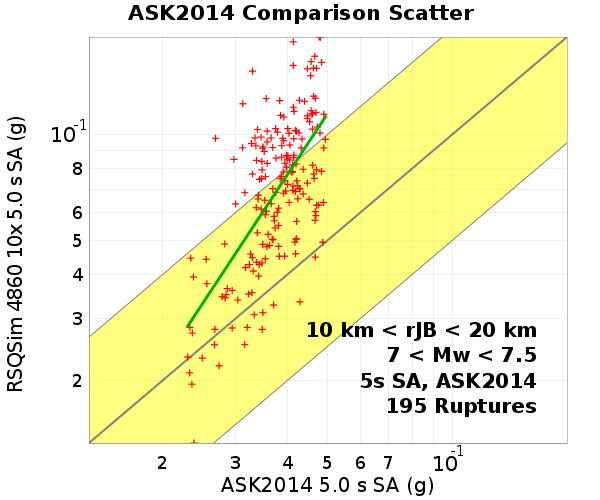 ASK2014 Comparison Scatter
RSQSim 4860 10x 5.0 s SA (g)
10⁻¹
8
6
5
4
3
2
10 km < rJB < 20 km
7 < Mw < 7.5
5s SA, ASK2014
195 Ruptures
2 3 4 5 6 7 10⁻¹
ASK2014 5.0 s SA (g)